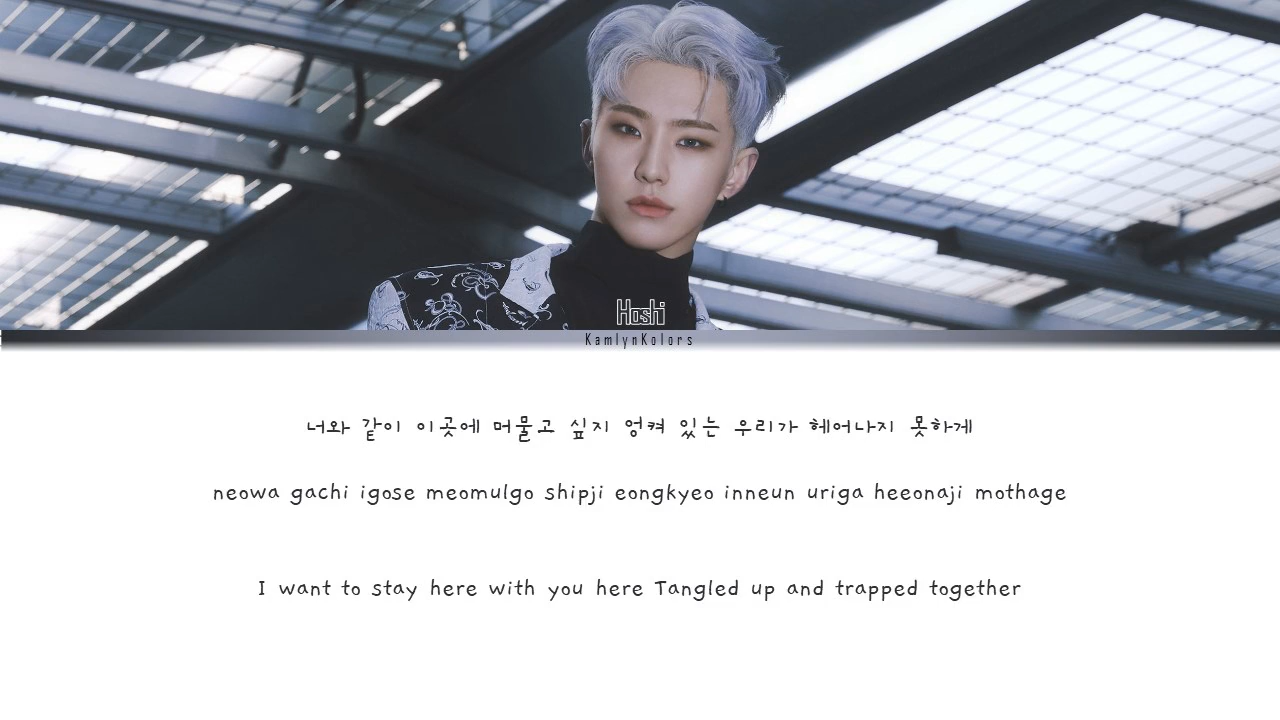 Hoshi
KamlynKolors
너와 같이 이곳에 머물고 싶지 엉켜 있는 우리가 헤어나지 못하게
neowa gachi igose meomulgo shipji eongkyeo inneun uriga heeonaji mothage
I want to stay here with you here Tangled up and trapped together